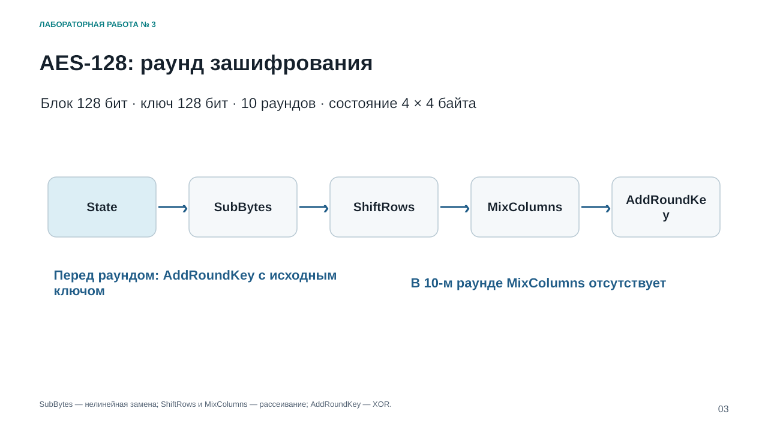 ЛАБОРАТОРНАЯ РАБОТА № 3
AES-128: раунд зашифрования
Блок 128 бит · ключ 128 бит · 10 раундов · состояние 4 × 4 байта
State
SubBytes
ShiftRows
MixColumns
AddRoundKe
y
Перед раундом: AddRoundKey с исходным
ключом
В 10-м раунде MixColumns отсутствует
SubBytes — нелинейная замена; ShiftRows и MixColumns — рассеивание; AddRoundKey — XOR.
03